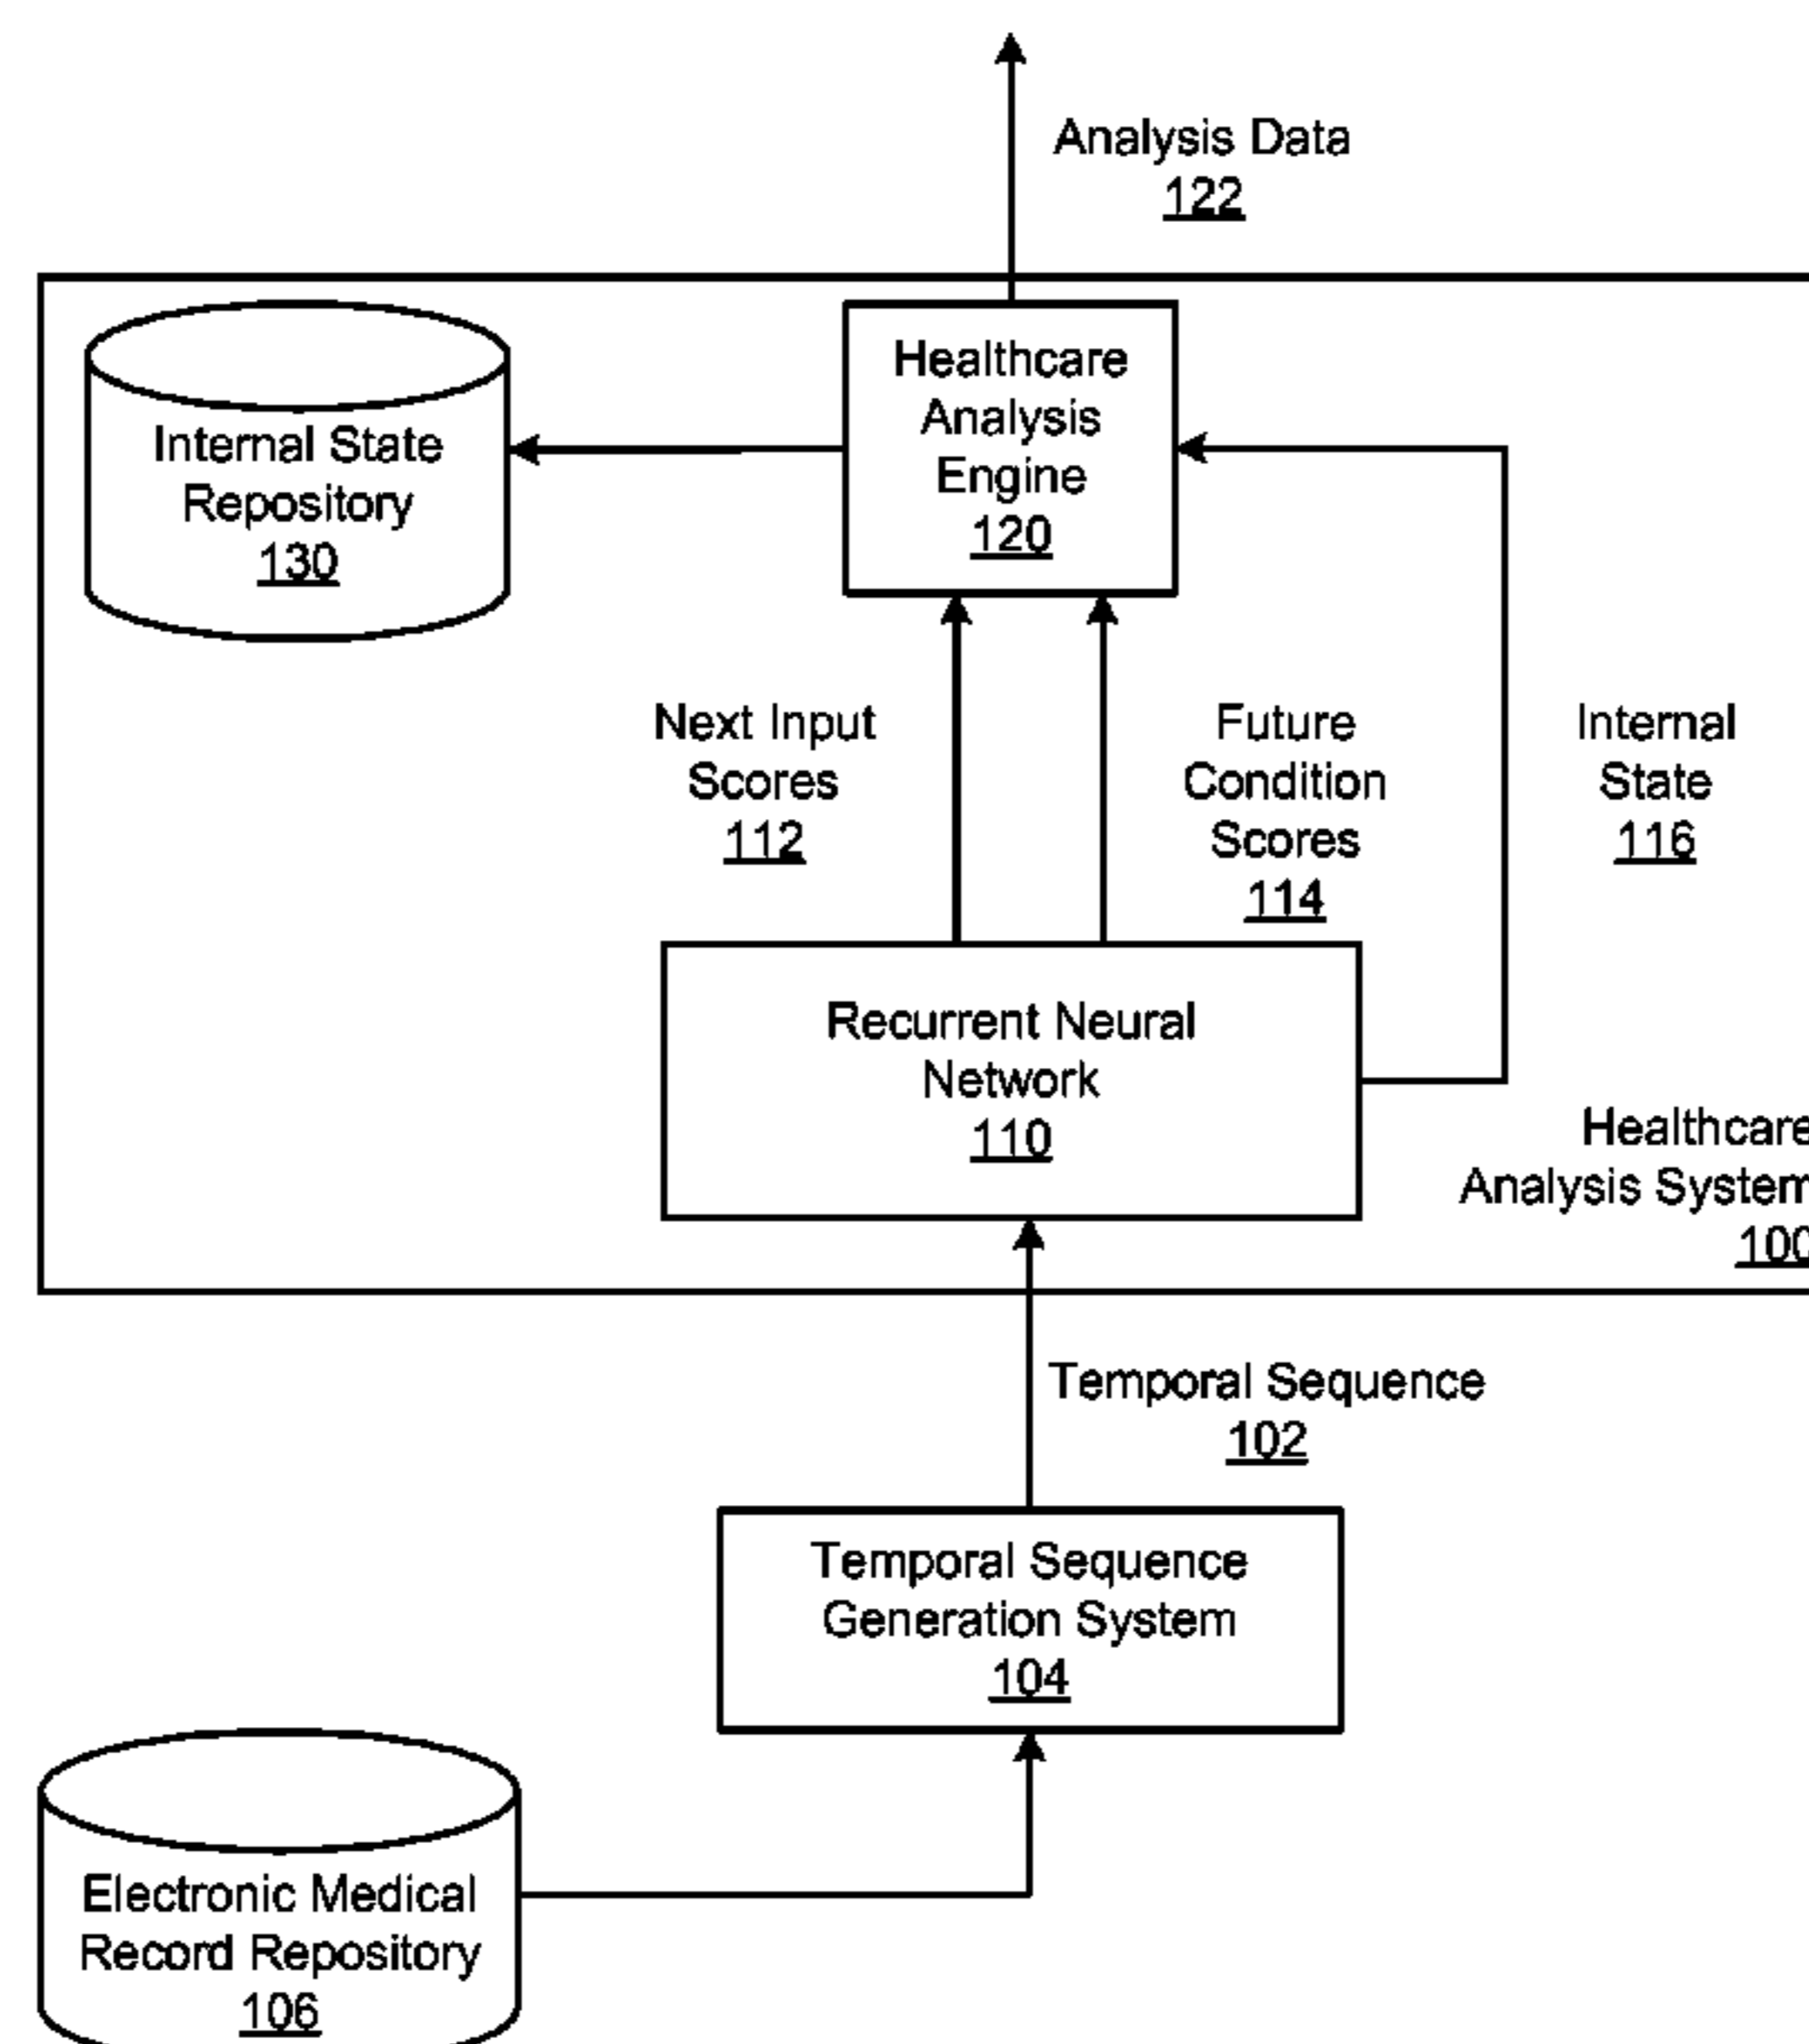 Analysis Data
122
Healthcare
Analysis
Engine
120
Internal State
Repository
130
Next Input
Scores
112
Future
Condition
Scores
114
Internal
State
116
Recurrent Neural
Network
110
Healthcare
Analysis System
100
Temporal Sequence
102
Temporal Sequence
Generation System
104
Electronic Medical
Record Repository
106